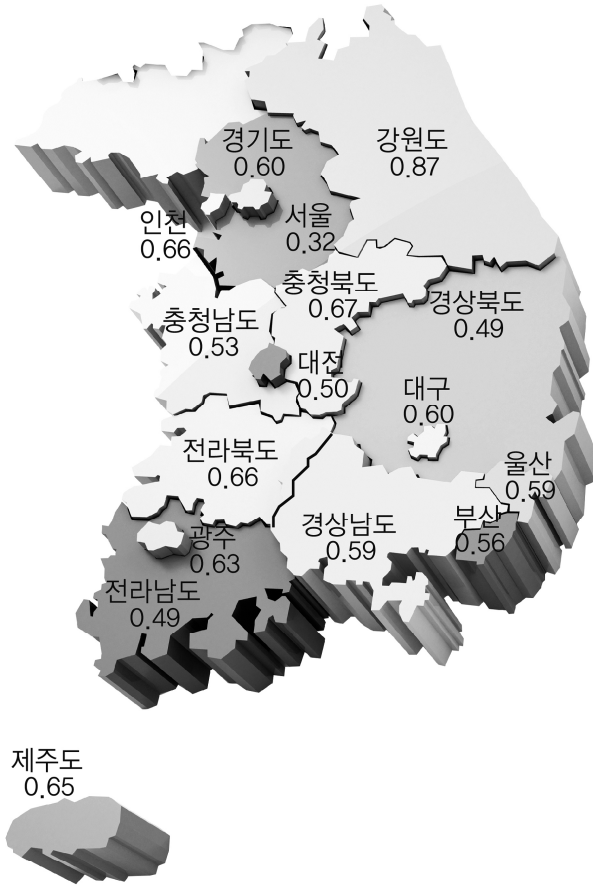 경기도
0.60
강원도
0.87
인천
0.66
서울
0.32
충청북도
0.67
경상북도
0.49
충청남도
0.53
대전
0.50
대구
0.60
전라북도
0.66
울산
0.59
부산
0.56
경상남도
0.59
광주
0.63
전라남도
0.49
제주도
0.65